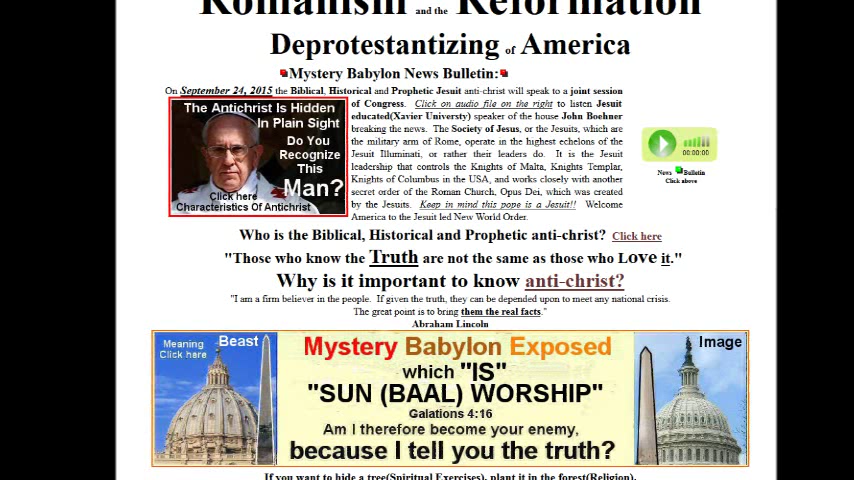 Romanism and the Reformation
Deprotestantizing of America
Mystery Babylon News Bulletin:
On September 24, 2015 the Biblical, Historical and Prophetic Jesuit anti-christ will speak to a joint session
of Congress. Click on audio file on the right to listen Jesuit
educated(Xavier Universty) speaker of the house John Boehner
breaking the news. The Society of Jesus, or the Jesuits, which are
the military arm of Rome, operate in the highest echelons of the
Jesuit Illuminati, or rather their leaders do. It is the Jesuit
leadership that controls the Knights of Malta, Knights Templar,
Knights of Columbus in the USA, and works closely with another
secret order of the Roman Church, Opus Dei, which was created
by the Jesuits. Keep in mind this pope is a Jesuit!! Welcome
America to the Jesuit led New World Order.
The Antichrist Is Hidden
In Plain Sight
Do You
Recognize
This
Man?
Click here
Characteristics Of Antichrist
00:00:00
News Bulletin
Click above
Who is the Biblical, Historical and Prophetic anti-christ? Click here
"Those who know the Truth are not the same as those who Love it."
Why is it important to know anti-christ?
"I am a firm believer in the people. If given the truth, they can be depended upon to meet any national crisis.
The great point is to bring them the real facts."
Abraham Lincoln
Meaning
Click here
Beast
Mystery Babylon Exposed
which "IS"
"SUN (BAAL) WORSHIP"
Galations 4:16
Am I therefore become your enemy,
because I tell you the truth?
Image
If you want to hide a tree(Spiritual Exercises), plant it in the forest(Religion).